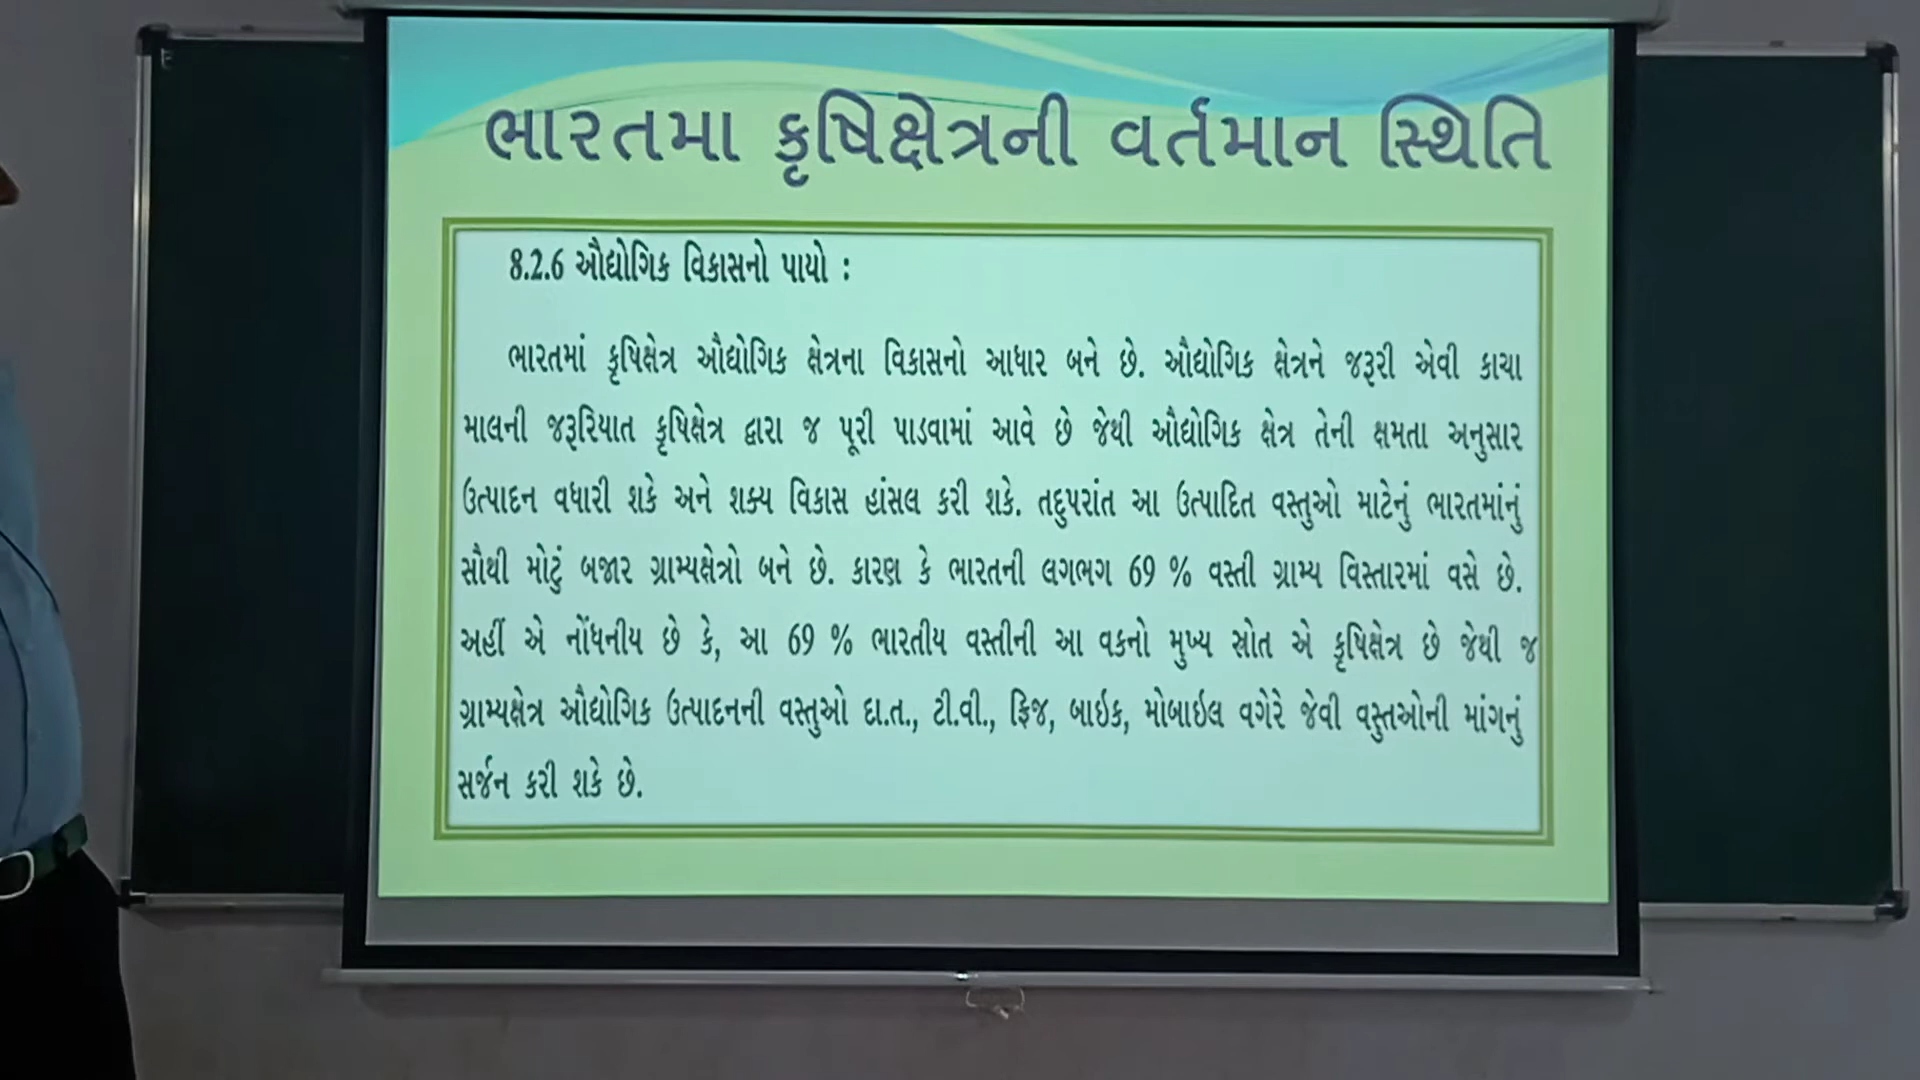 ભારતમા કૃષિક્ષેત્રની વર્તમાન સ્થિતિ
8.2.6 ઔદ્યોગિક વિકાસનો પાયો :
ભારતમાં કૃષિક્ષેત્ર ઔદ્યોગિક ક્ષેત્રના વિકાસનો આધાર બને છે. ઔદ્યોગિક ક્ષેત્રને જરૂરી એવી કાચા
માલની જરૂરિયાત કૃષિક્ષેત્ર દ્વારા જ પૂરી પાડવામાં આવે છે જેથી ઔદ્યોગિક ક્ષેત્ર તેની ક્ષમતા અનુસાર
ઉત્પાદન વધારી શકે અને શક્ય વિકાસ હાંસલ કરી શકે. તદુપરાંત આ ઉત્પાદિત વસ્તુઓ માટેનું ભારતમાંનું
સૌથી મોટું બજાર ગ્રામ્યક્ષેત્રો બને છે. કારણ કે ભારતની લગભગ 69 % વસ્તી ગ્રામ્ય વિસ્તારમાં વસે છે.
અહીં એ નોંધનીય છે કે, આ 69 % ભારતીય વસ્તીની આ વકનો મુખ્ય સ્રોત એ કૃષિક્ષેત્ર છે જેથી જ
ગ્રામ્યક્ષેત્ર ઔદ્યોગિક ઉત્પાદનની વસ્તુઓ દા.ત., ટી.વી., ફ્રિજ, બાઇક, મોબાઇલ વગેરે જેવી વસ્તુઓની માંગનું
સર્જન કરી શકે છે.